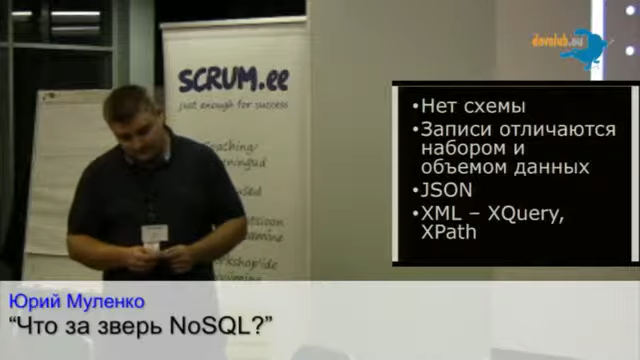 SCRUM.ee
just enough for success
devclub.eu
•Нет схемы
•Записи отличаются
набором и
объемом данных
•JSON
•XML – XQuery,
XPath
Юрий Муленко
“Что за зверь NoSQL?”